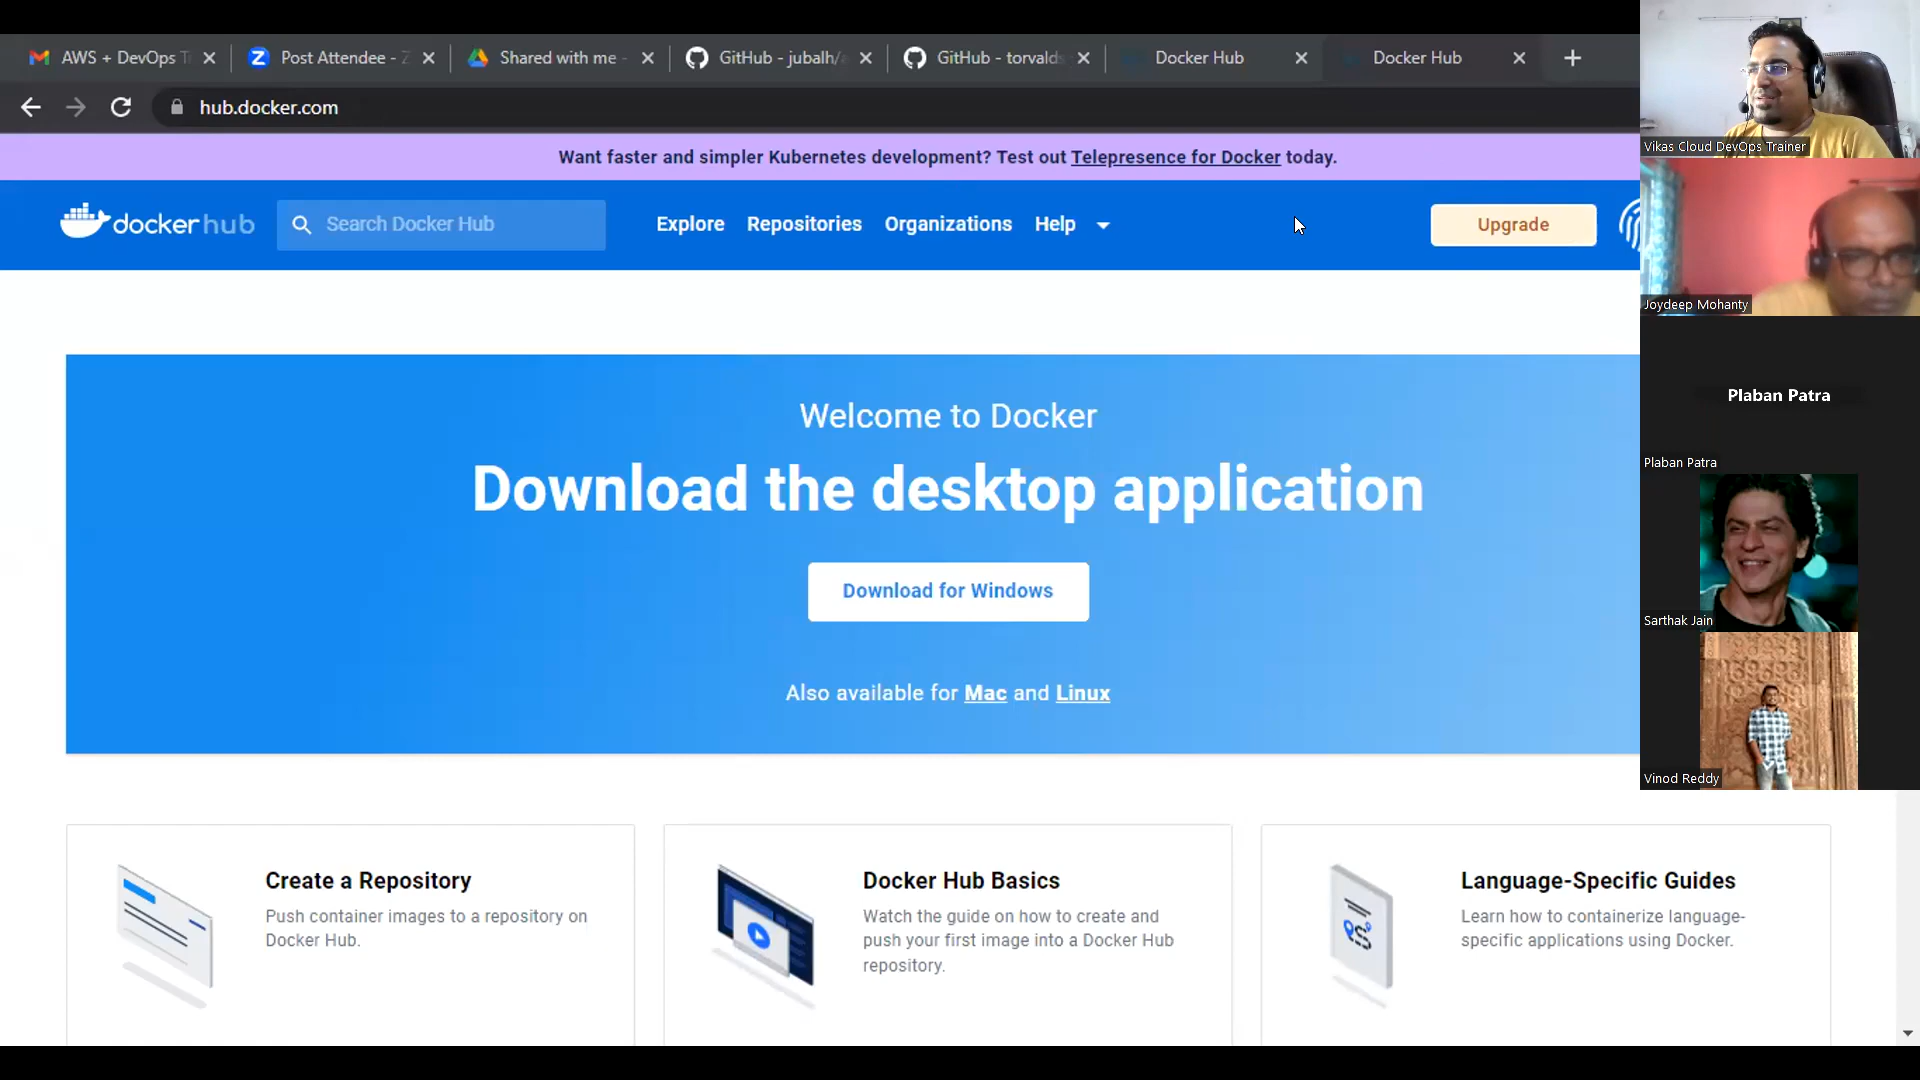 AWS + DevOps T
Post Attendee -
Shared with me -
GitHub - jubalh/
GitHub - torvalds
Docker Hub
Docker Hub
hub.docker.com
Want faster and simpler Kubernetes development? Test out Telepresence for Docker today.
docker hub
Search Docker Hub
Explore
Repositories
Organizations
Help
Upgrade
Welcome to Docker
Download the desktop application
Download for Windows
Also available for Mac and Linux
Create a Repository
Push container images to a repository on
Docker Hub.
Docker Hub Basics
Watch the guide on how to create and
push your first image into a Docker Hub
repository.
Language-Specific Guides
Learn how to containerize language-
specific applications using Docker.
Vikas Cloud DevOps Trainer
Joydeep Mohanty
Plaban Patra
Plaban Patra
Sarthak Jain
Vinod Reddy